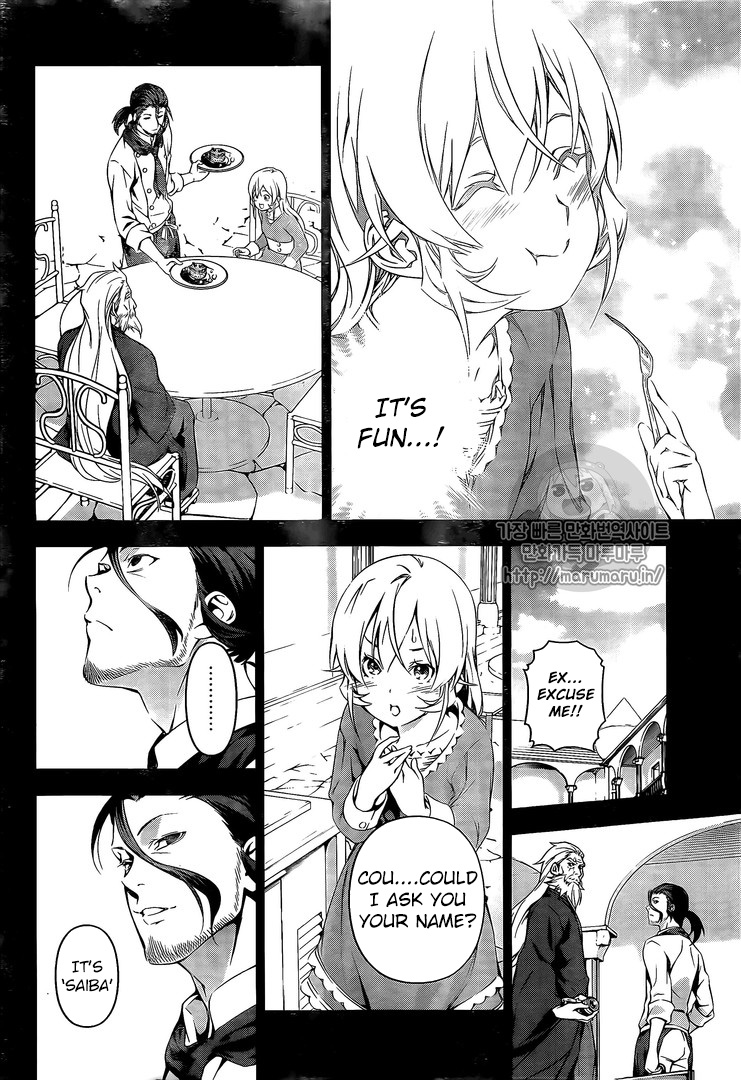 IT'S
FUN...!
가장 빠른 만화번역사이트
만화가득 마루마루
http://marumaru.in/
EX...
EXCUSE
ME!!
COU....COULD
I ASK YOU
YOUR NAME?
.........
IT'S
'SAIBA'